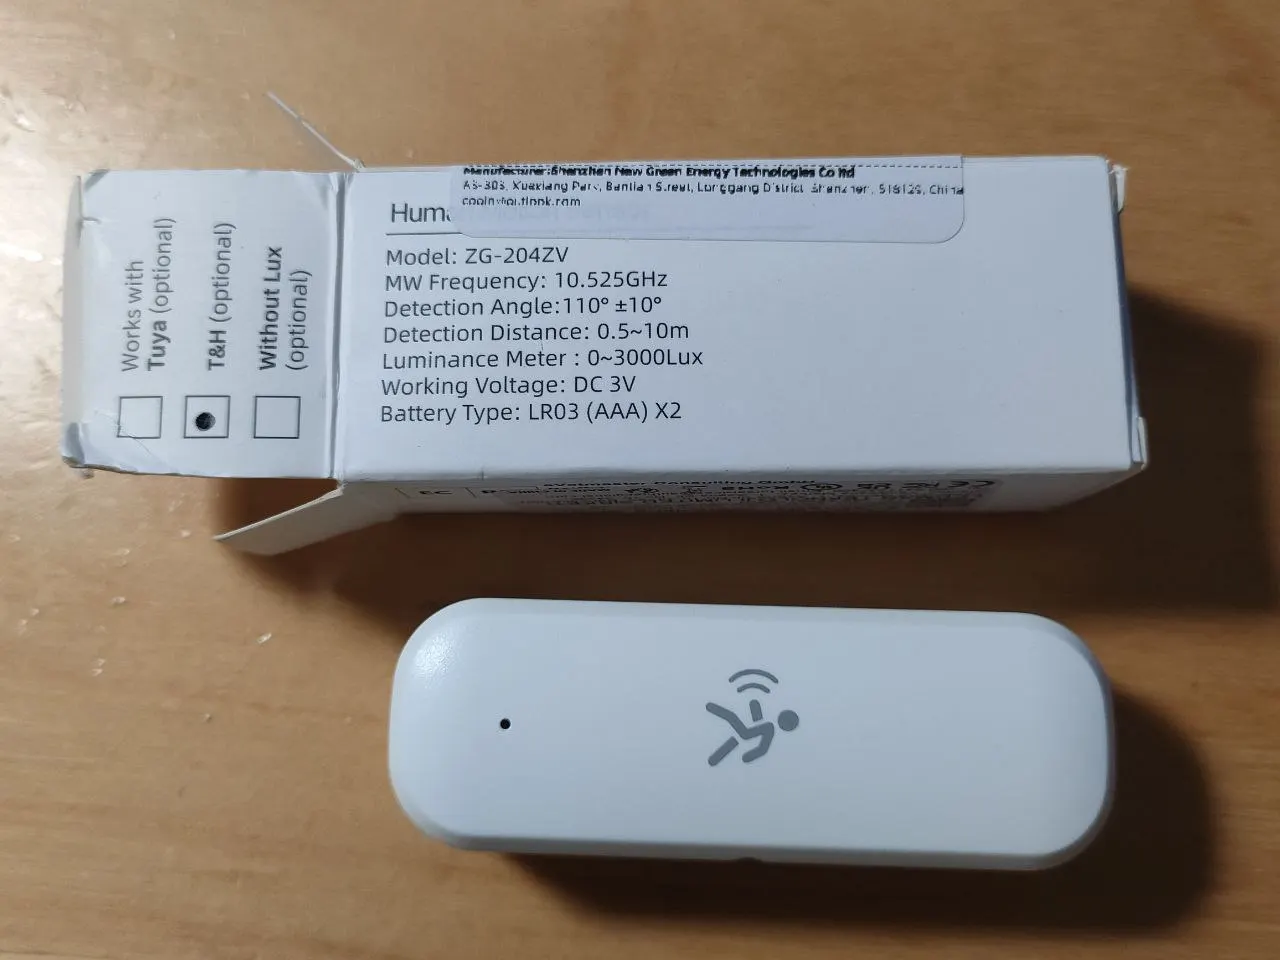 Works with
Tuya (optional)
T&H (optional)
Without Lux
(optional)
Manufacturer:Shenzhen New Green Energy Technologies Co ltd
China
Model: ZG-204ZV
MW Frequency: 10.525GHz
Detection Angle:110° ±10°
Detection Distance: 0.5~10m
Luminance Meter : 0~3000Lux
Working Voltage: DC 3V
Battery Type: LR03 (AAA) X2
EC